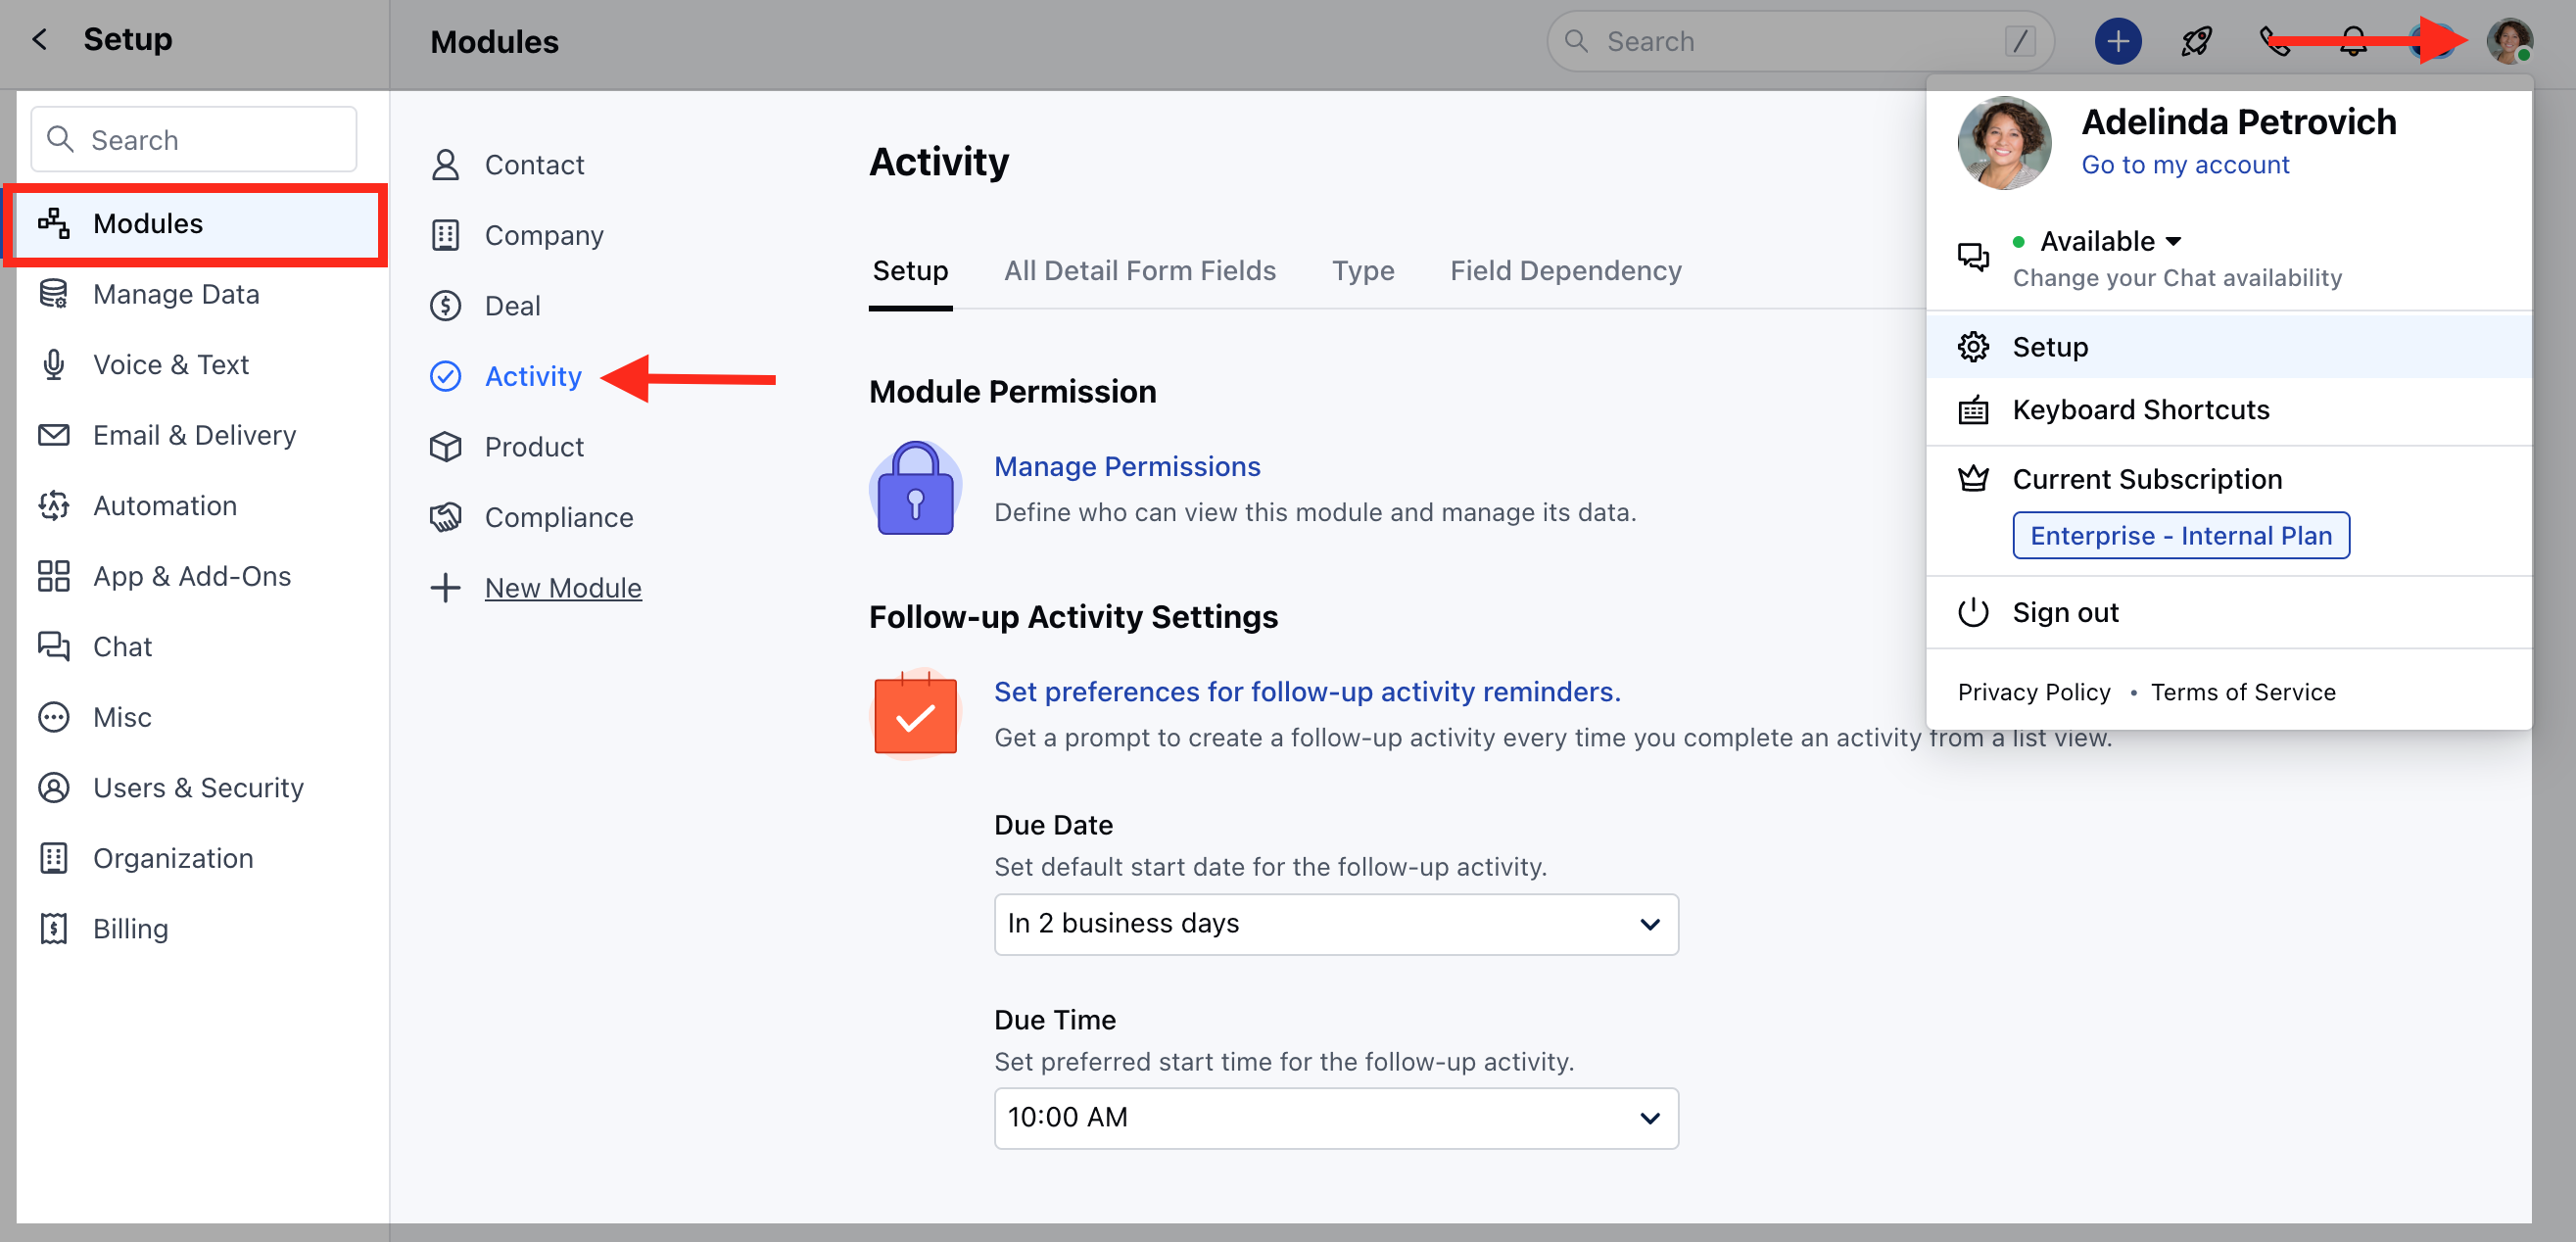 Setup
Modules
Search
/
Search
Modules
Manage Data
Voice & Text
Email & Delivery
Automation
App & Add-Ons
Chat
Misc
Users & Security
Organization
Billing
Contact
Company
Deal
Activity
Product
Compliance
New Module
Activity
Setup
All Detail Form Fields
Type
Field Dependency
Module Permission
Manage Permissions
Define who can view this module and manage its data.
Follow-up Activity Settings
Set preferences for follow-up activity reminders.
Get a prompt to create a follow-up activity every time you complete an activity from a list view.
Due Date
Set default start date for the follow-up activity.
In 2 business days
Due Time
Set preferred start time for the follow-up activity.
10:00 AM
Adelinda Petrovich
Go to my account
Available
Change your Chat availability
Setup
Keyboard Shortcuts
Current Subscription
Enterprise - Internal Plan
Sign out
Privacy Policy • Terms of Service